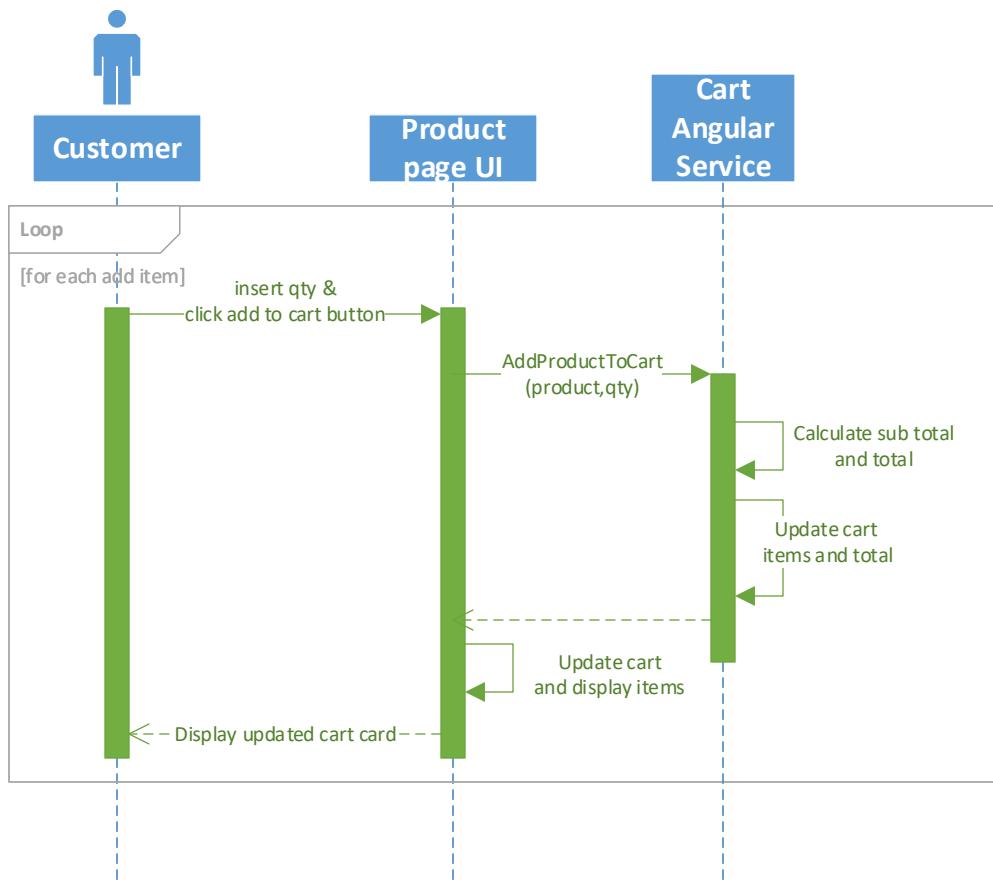 Customer
Product
page UI
Cart
Angular
Service
Loop
[for each add item]
insert qty &
click add to cart button
AddProductToCart
(product,qty)
Calculate sub total
and total
Update cart
items and total
Update cart
and display items
Display updated cart card